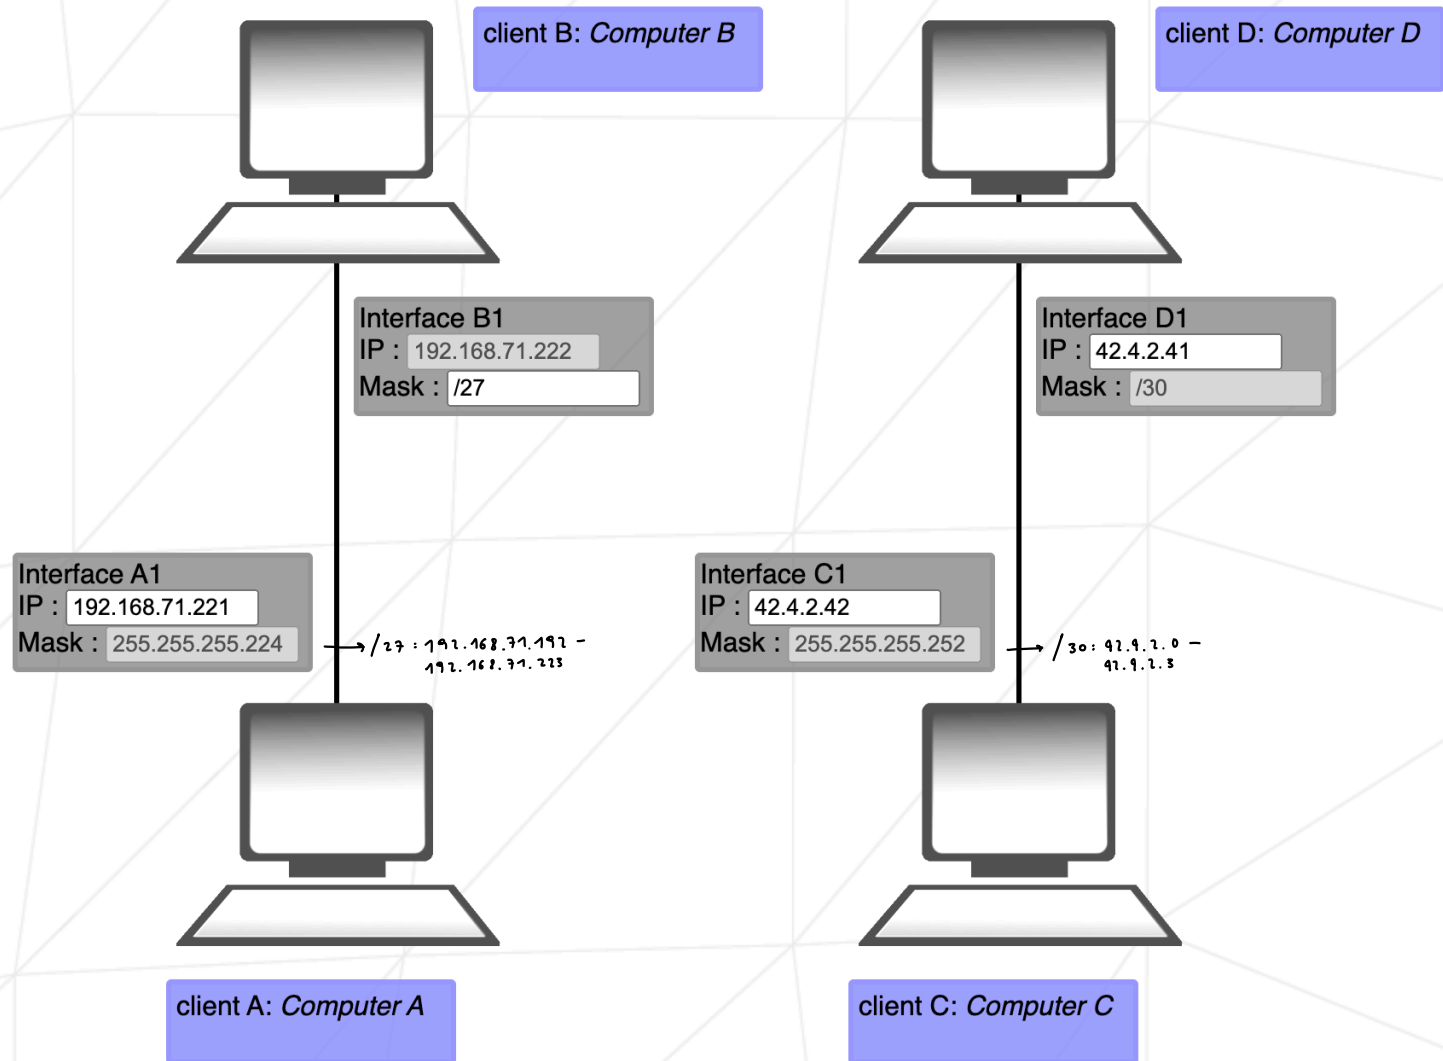 client B: Computer B
client D: Computer D
Interface B1
IP : 192.168.71.222
Mask : /27
Interface D1
IP : 42.4.2.41
Mask : /30
Interface A1
IP : 192.168.71.221
Mask : 255.255.255.224
/27 : 192.168.71.192 -
192.168.71.223
Interface C1
IP : 42.4.2.42
Mask : 255.255.255.252
/30: 42.4.2.0 -
42.4.2.3
client A: Computer A
client C: Computer C